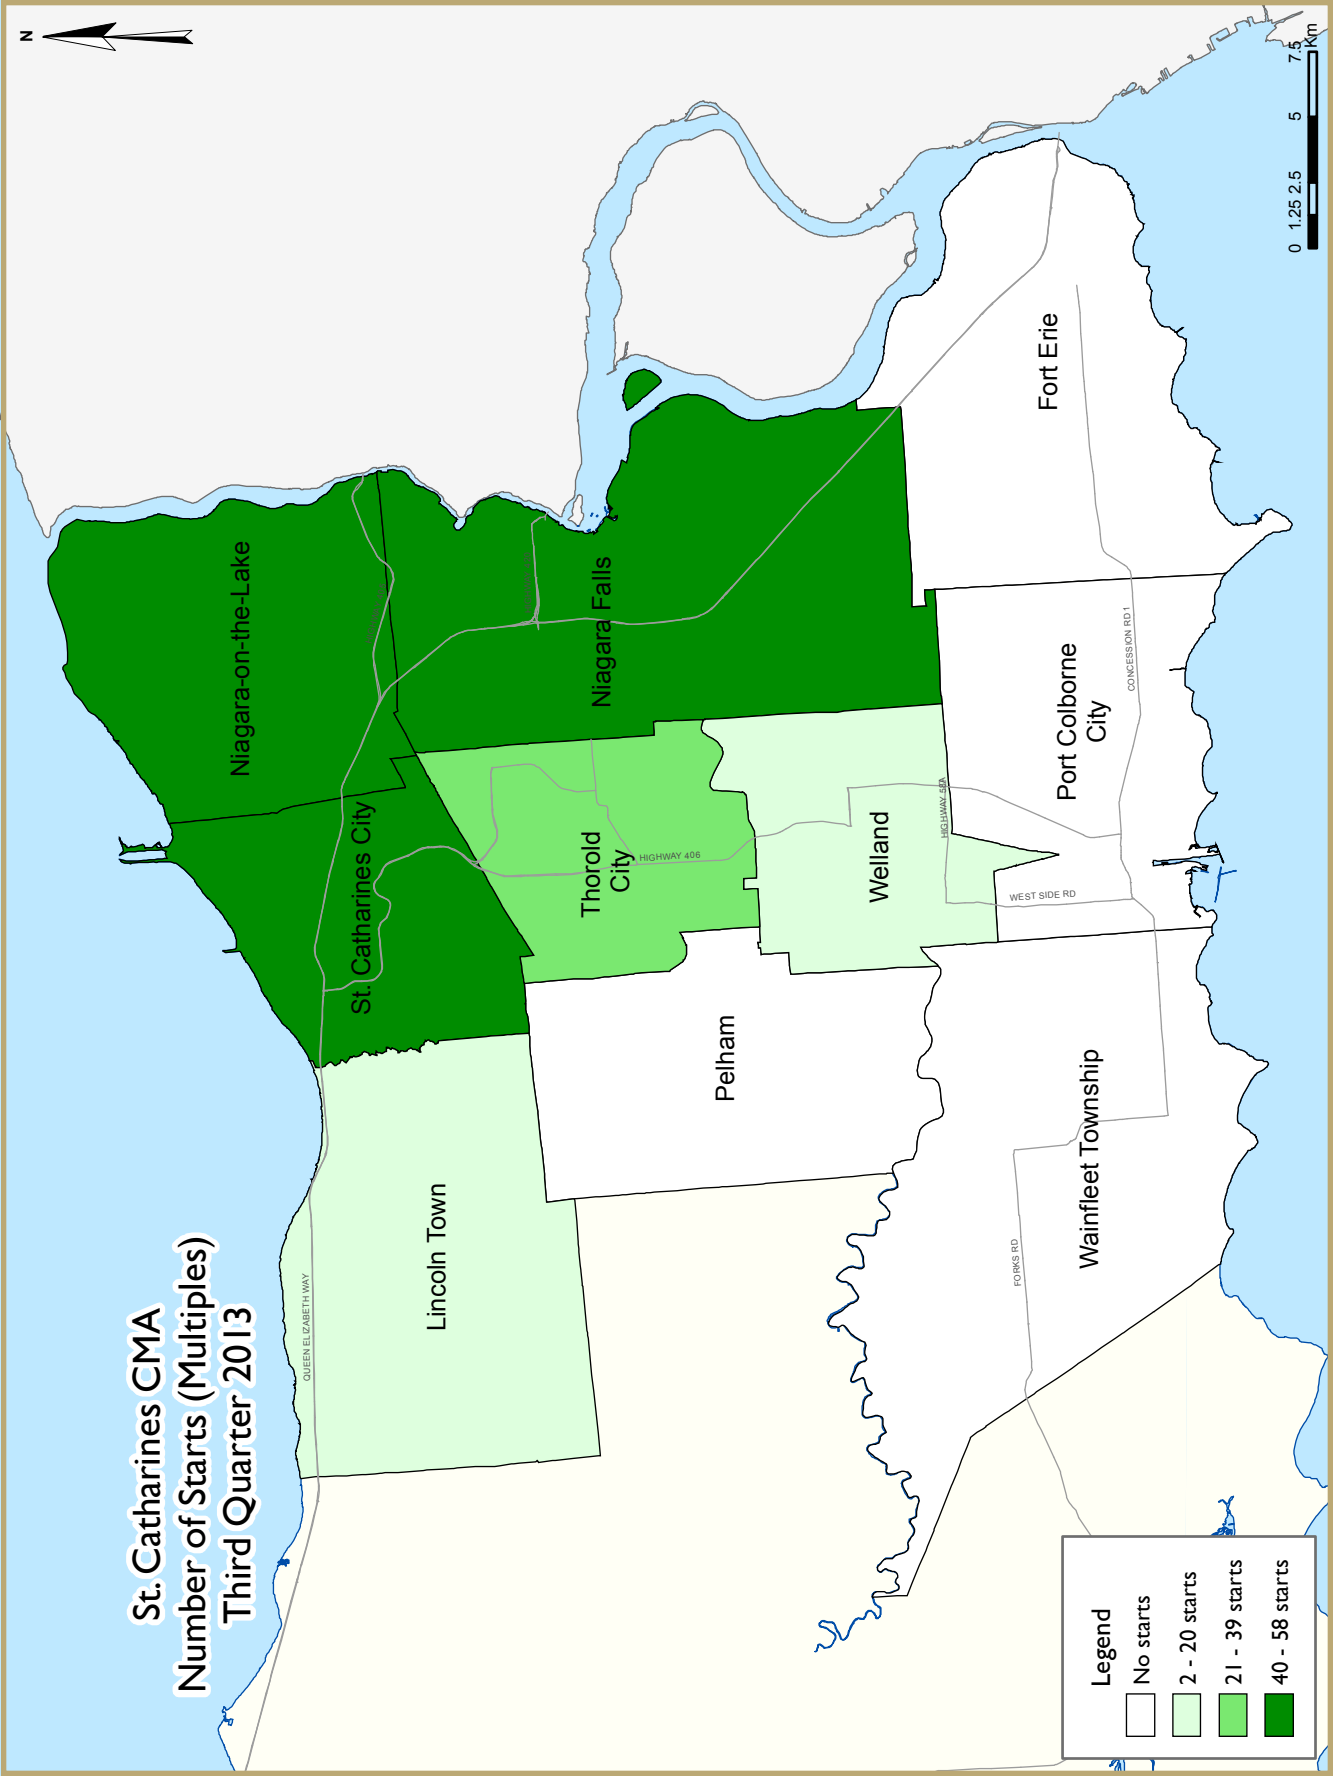 St. Catharines CMA
Number of Starts (Multiples)
Third Quarter 2013
N
Niagara-on-the-Lake
St. Catharines City
QUEEN ELIZABETH WAY
Lincoln Town
Niagara Falls
Thorold
City
HIGHWAY 406
Pelham
Welland
HIGHWAY 58A
WEST SIDE RD
Fort Erie
Port Colborne
City
CONCESSION RD 1
Wainfleet Township
FORKS RD
Legend
No starts
2 - 20 starts
21 - 39 starts
40 - 58 starts
0 1.25 2.5 5 7.5
Km